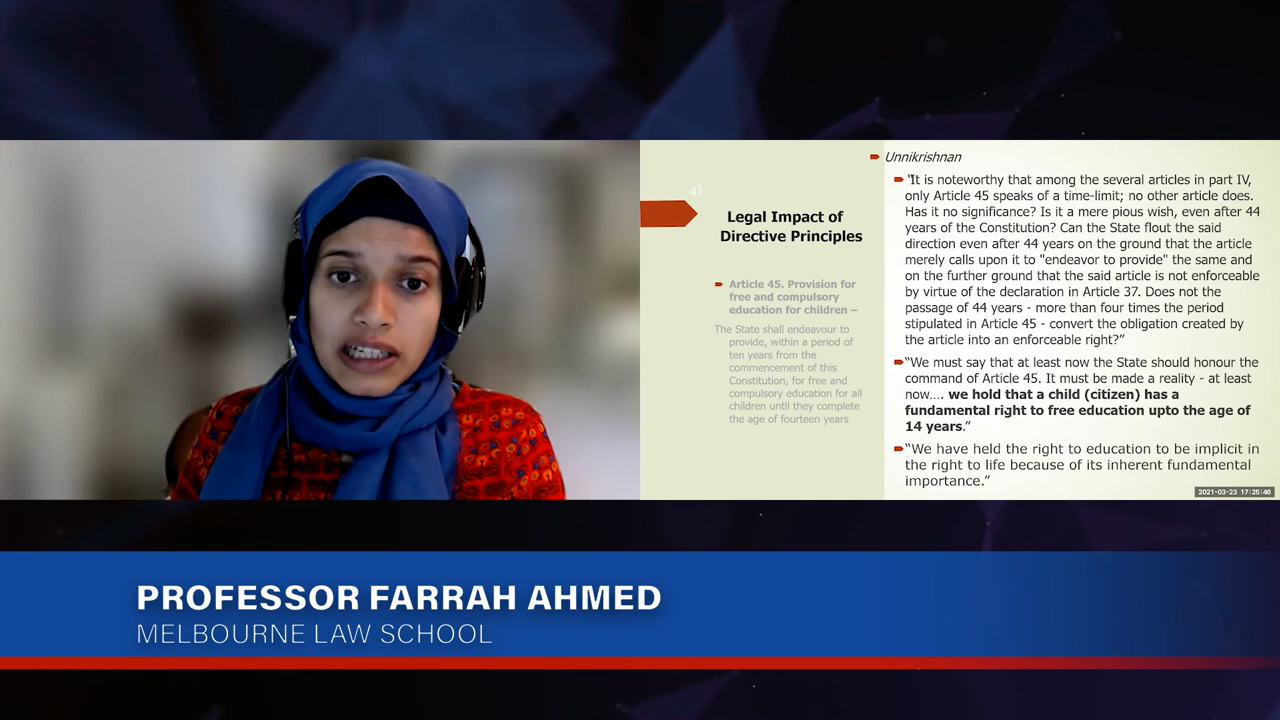 41
Legal Impact of
Directive Principles
Article 45. Provision for
free and compulsory
education for children –
The State shall endeavour to
provide, within a period of
ten years from the
commencement of this
Constitution, for free and
compulsory education for all
children until they complete
the age of fourteen years
Unnikrishnan
"It is noteworthy that among the several articles in part IV,
only Article 45 speaks of a time-limit; no other article does.
Has it no significance? Is it a mere pious wish, even after 44
years of the Constitution? Can the State flout the said
direction even after 44 years on the ground that the article
merely calls upon it to "endeavor to provide" the same and
on the further ground that the said article is not enforceable
by virtue of the declaration in Article 37. Does not the
passage of 44 years - more than four times the period
stipulated in Article 45 - convert the obligation created by
the article into an enforceable right?”
“We must say that at least now the State should honour the
command of Article 45. It must be made a reality - at least
now…. we hold that a child (citizen) has a
fundamental right to free education upto the age of
14 years.”
“We have held the right to education to be implicit in
the right to life because of its inherent fundamental
importance.”
2021-03-23 17:25:46
PROFESSOR FARRAH AHMED
MELBOURNE LAW SCHOOL